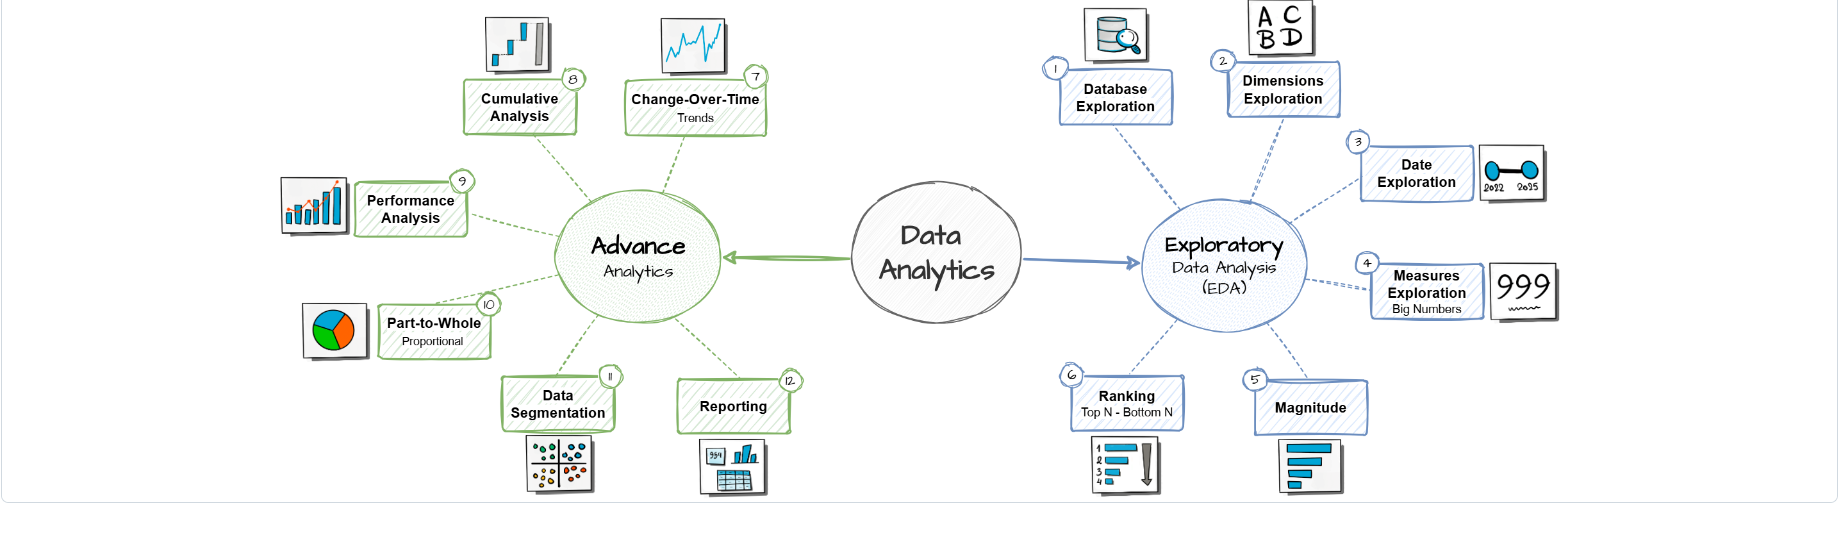 Data
Analytics
Exploratory
Data Analysis
(EDA)
1
Database
Exploration
2
A C
B D
Dimensions
Exploration
3
Date
Exploration
2022 2025
4
Measures
Exploration
Big Numbers
999
5
Magnitude
6
Ranking
Top N - Bottom N
1
2
3
4
Advance
Analytics
7
Change-Over-Time
Trends
8
Cumulative
Analysis
9
Performance
Analysis
10
Part-to-Whole
Proportional
11
Data
Segmentation
12
Reporting